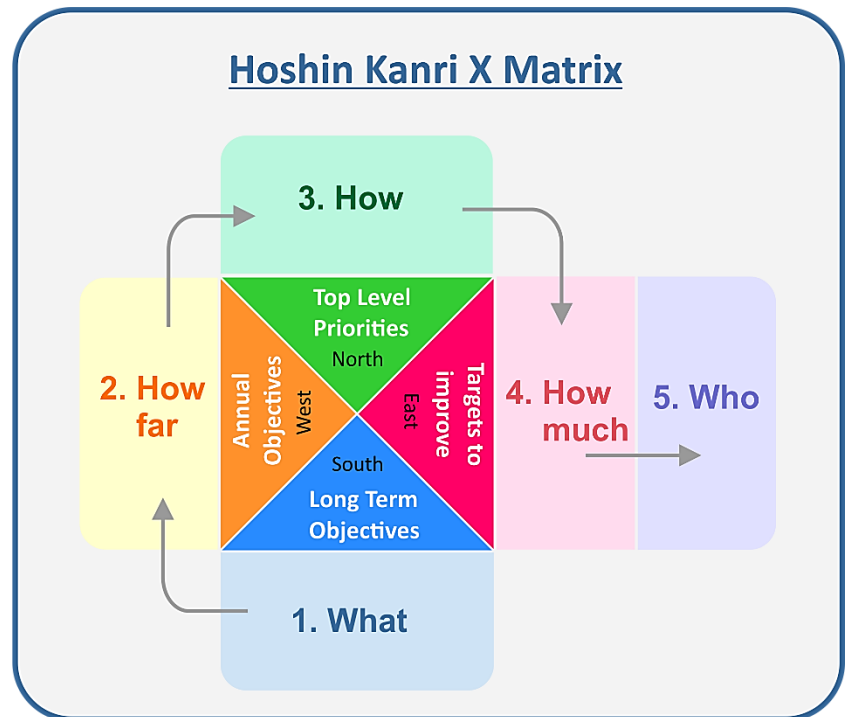 Hoshin Kanri X Matrix
3. How
Top Level
Priorities
North
2. How
far
Annual
Objectives
West
East
Targets to
improve
4. How
much
5. Who
South
Long Term
Objectives
1. What